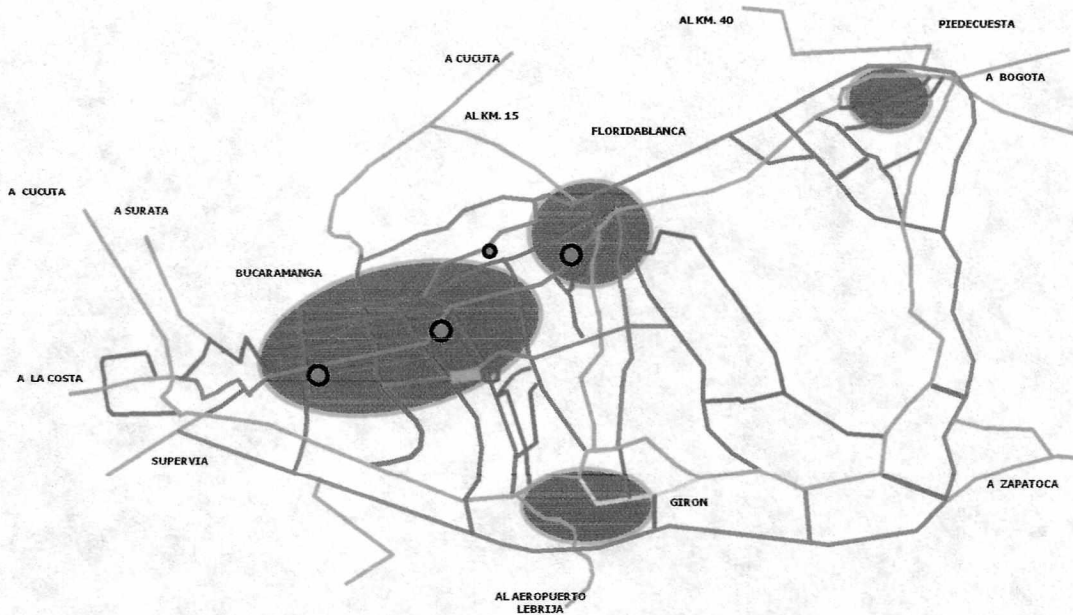 AL KM. 40
PIEDECUESTA
A CUCUTA
A BOGOTA
AL KM. 15
FLORIDABLANCA
A CUCUTA
A SURATA
BUCARAMANGA
A LA COSTA
SUPERVIA
GIRON
A ZAPATOCA
AL AEROPUERTO
LEBRIJA